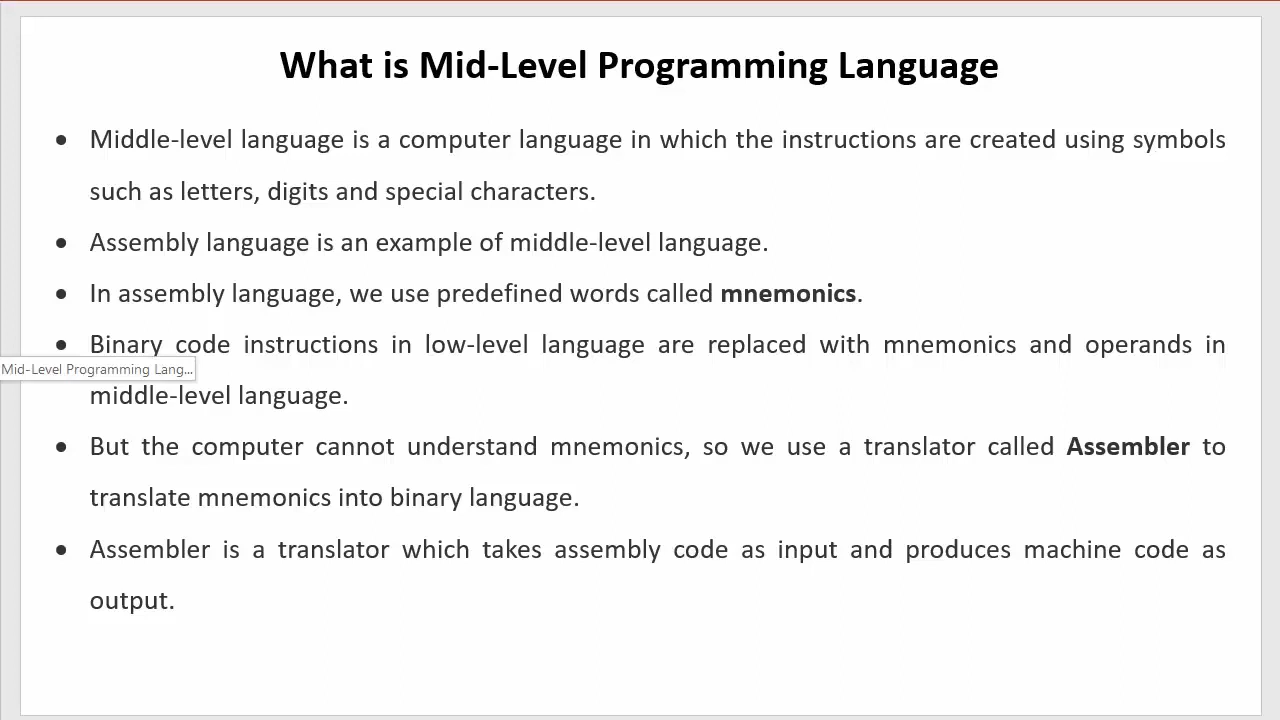 What is Mid-Level Programming Language
• Middle-level language is a computer language in which the instructions are created using symbols
such as letters, digits and special characters.
• Assembly language is an example of middle-level language.
• In assembly language, we use predefined words called mnemonics.
• Binary code instructions in low-level language are replaced with mnemonics and operands in
Mid-Level Programming Lang...
middle-level language.
• But the computer cannot understand mnemonics, so we use a translator called Assembler to
translate mnemonics into binary language.
• Assembler is a translator which takes assembly code as input and produces machine code as
output.